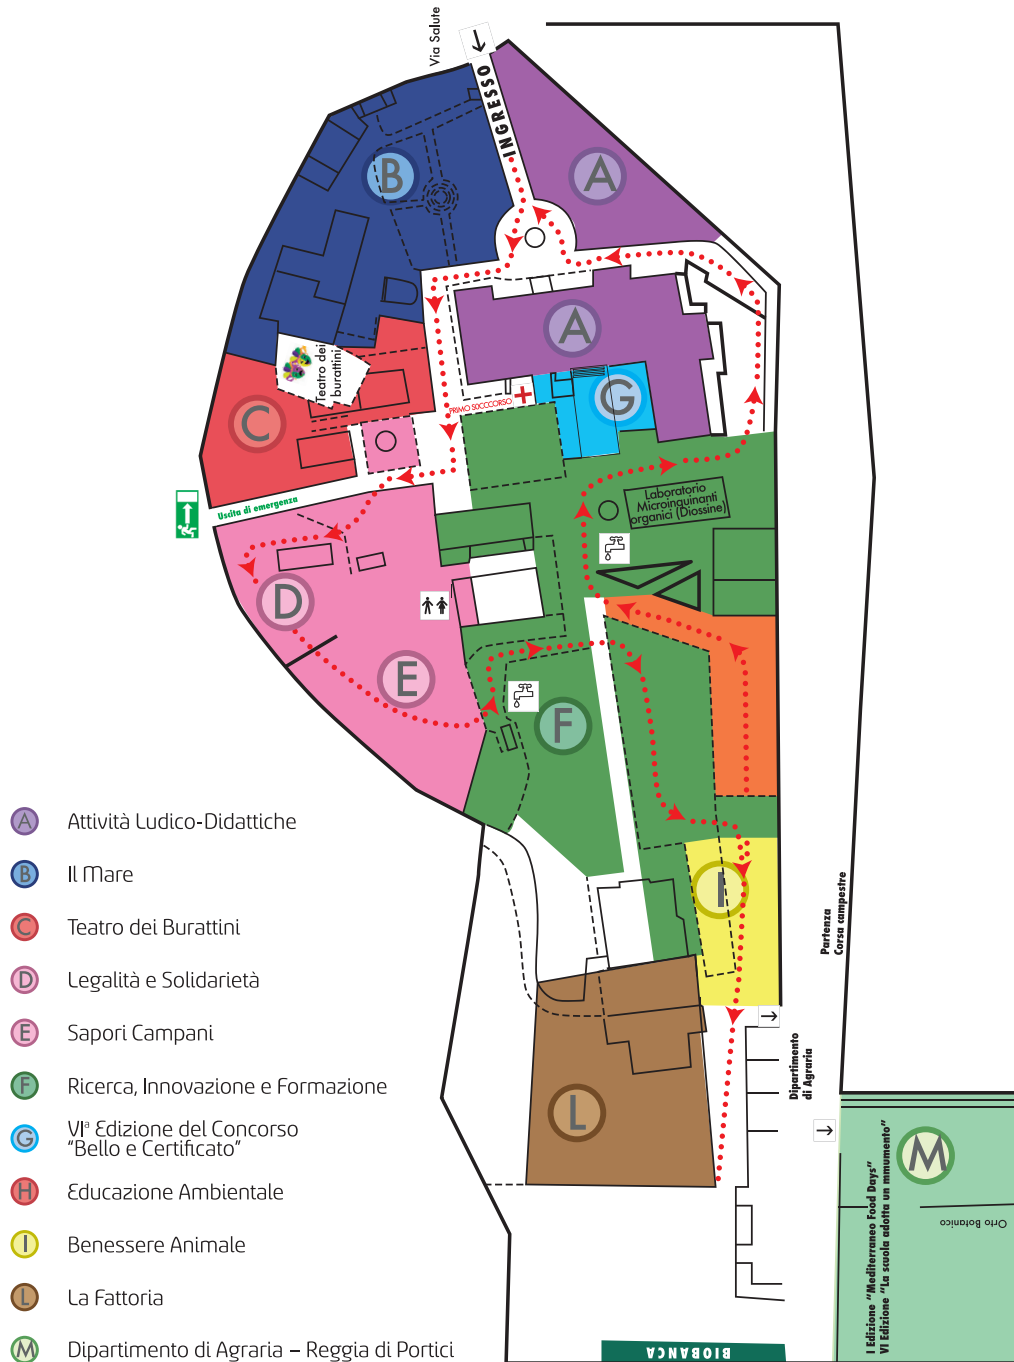 Via Salute
INGRESSO
A
B
A
Teatro dei
burattini
G
PRIMO SOCCORSO
C
Uscita di emergenza
Laboratorio
Microinquinanti
organici (Diossine)
D
E
F
I
L
Partenza
Corsa campestre
Dipartimento
di Agraria
M
Orto Botanico
I Edizione "Mediterraneo Food Days"
VI Edizione "La scuola adotta un mmumento"
BIOBANCA
A Attività Ludico-Didattiche
B Il Mare
C Teatro dei Burattini
D Legalità e Solidarietà
E Sapori Campani
F Ricerca, Innovazione e Formazione
G VIª Edizione del Concorso
"Bello e Certificato"
H Educazione Ambientale
I Benessere Animale
L La Fattoria
M Dipartimento di Agraria – Reggia di Portici